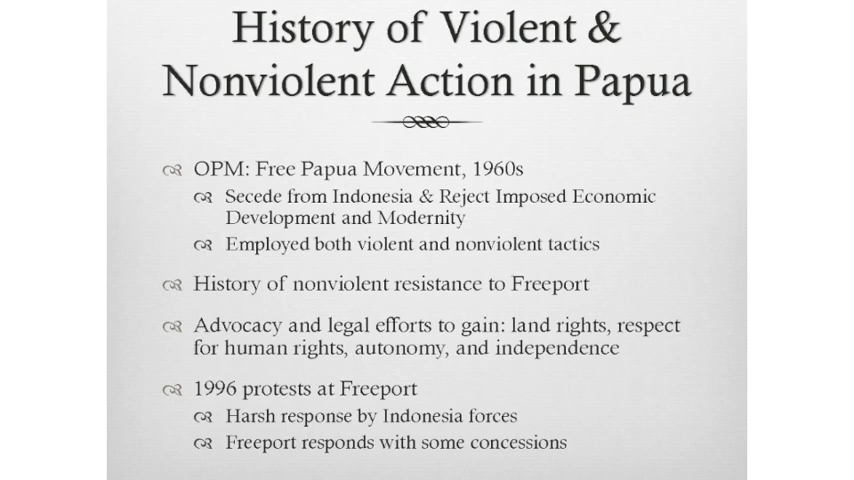 History of Violent &
Nonviolent Action in Papua
OPM: Free Papua Movement, 1960s
Secede from Indonesia & Reject Imposed Economic
Development and Modernity
Employed both violent and nonviolent tactics
History of nonviolent resistance to Freeport
Advocacy and legal efforts to gain: land rights, respect
for human rights, autonomy, and independence
1996 protests at Freeport
Harsh response by Indonesia forces
Freeport responds with some concessions